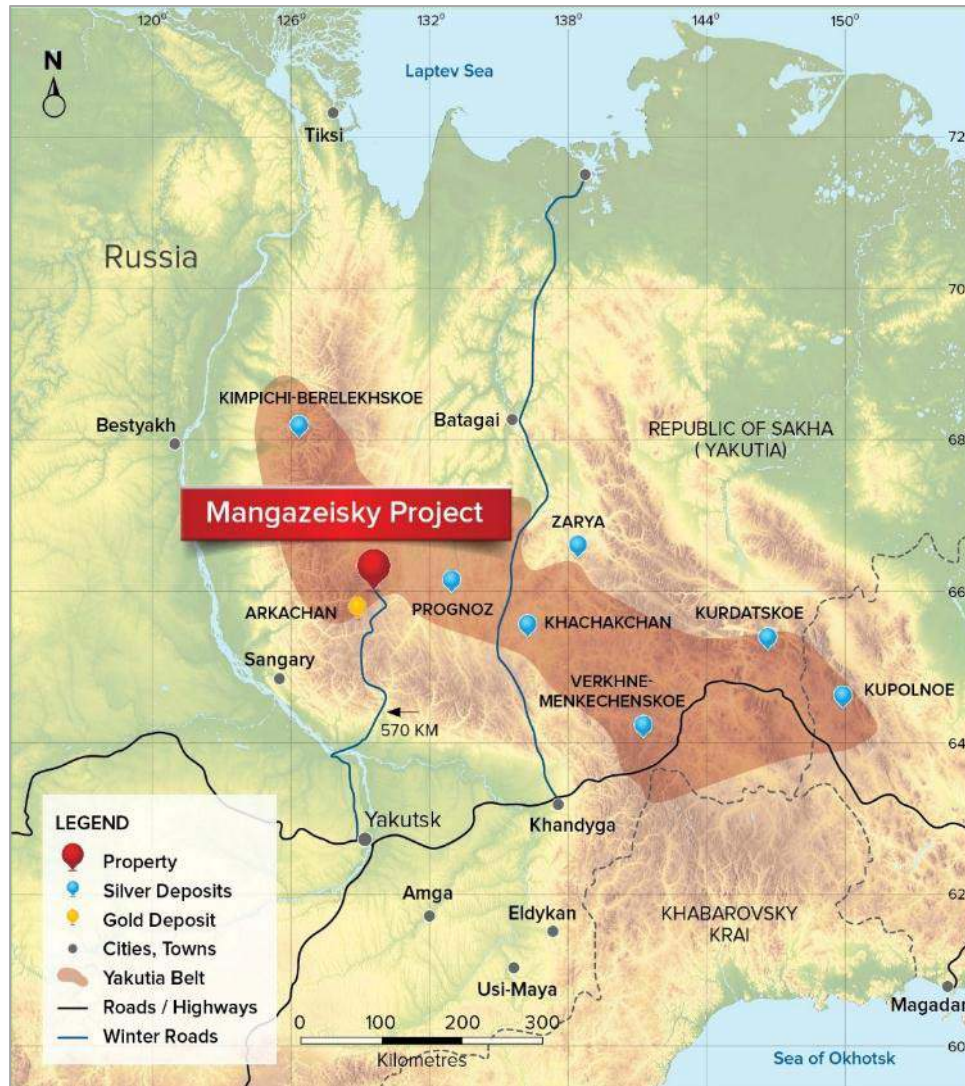 120°
126°
132°
138°
144°
150°
N
Laptev Sea
Tiksi
72
Russia
70
KIMPICHI-BERELEKHSKOE
Bestyakh
Batagai
REPUBLIC OF SAKHA
( YAKUTIA)
68
Mangazeisky Project
ZARYA
66
ARKACHAN
PROGNOZ
KHACHAKCHAN
KURDATSKOE
Sangary
VERKHNE-
MENKECHENSKOE
KUPOLNOE
570 KM
64
LEGEND
Property
Silver Deposits
Gold Deposit
Cities, Towns
Yakutia Belt
Roads / Highways
Winter Roads
Yakutsk
Khandyga
62
Amga
Eldykan
KHABAROVSKY
KRAI
Usi-Maya
Magadan
0 100 200 300
Kilometres
60
Sea of Okhotsk